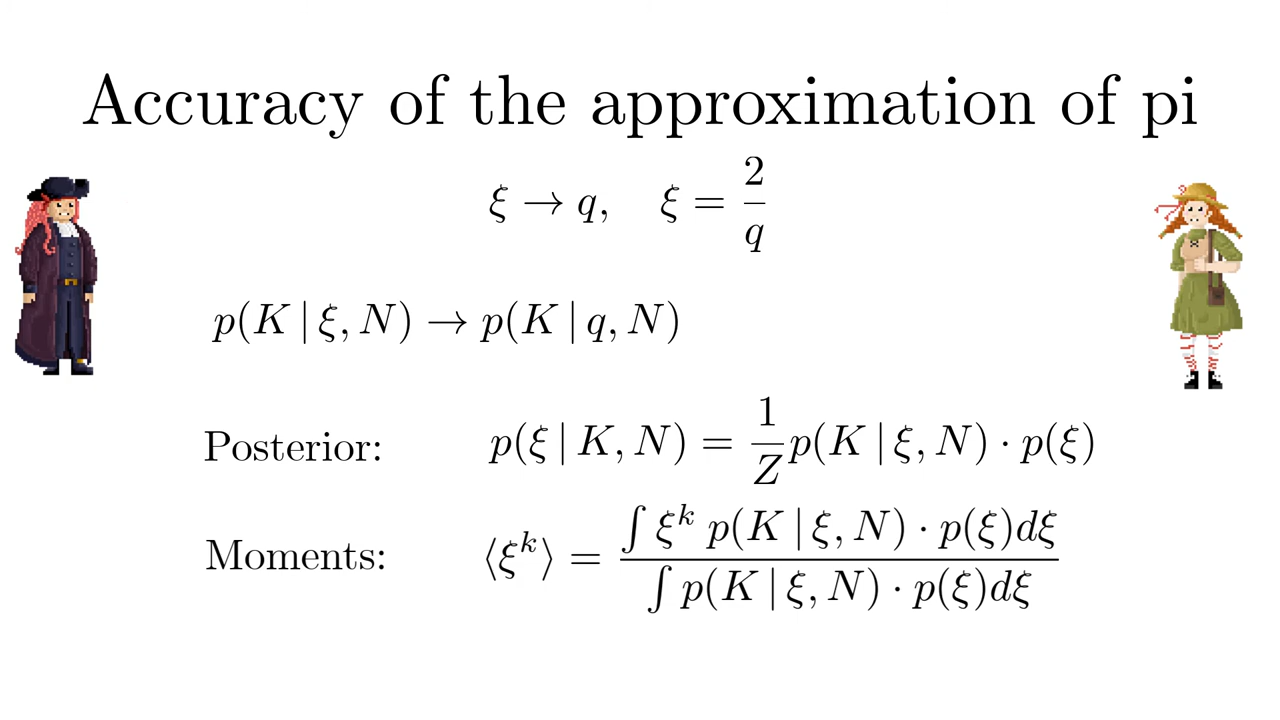 Accuracy of the approximation of pi
ξ → q, ξ = 2/q
p(K | ξ, N) → p(K | q, N)
Posterior: p(ξ | K, N) = 1/Z p(K | ξ, N) · p(ξ)
Moments: ⟨ξ^k⟩ = ∫ ξ^k p(K | ξ, N) · p(ξ)dξ / ∫ p(K | ξ, N) · p(ξ)dξ